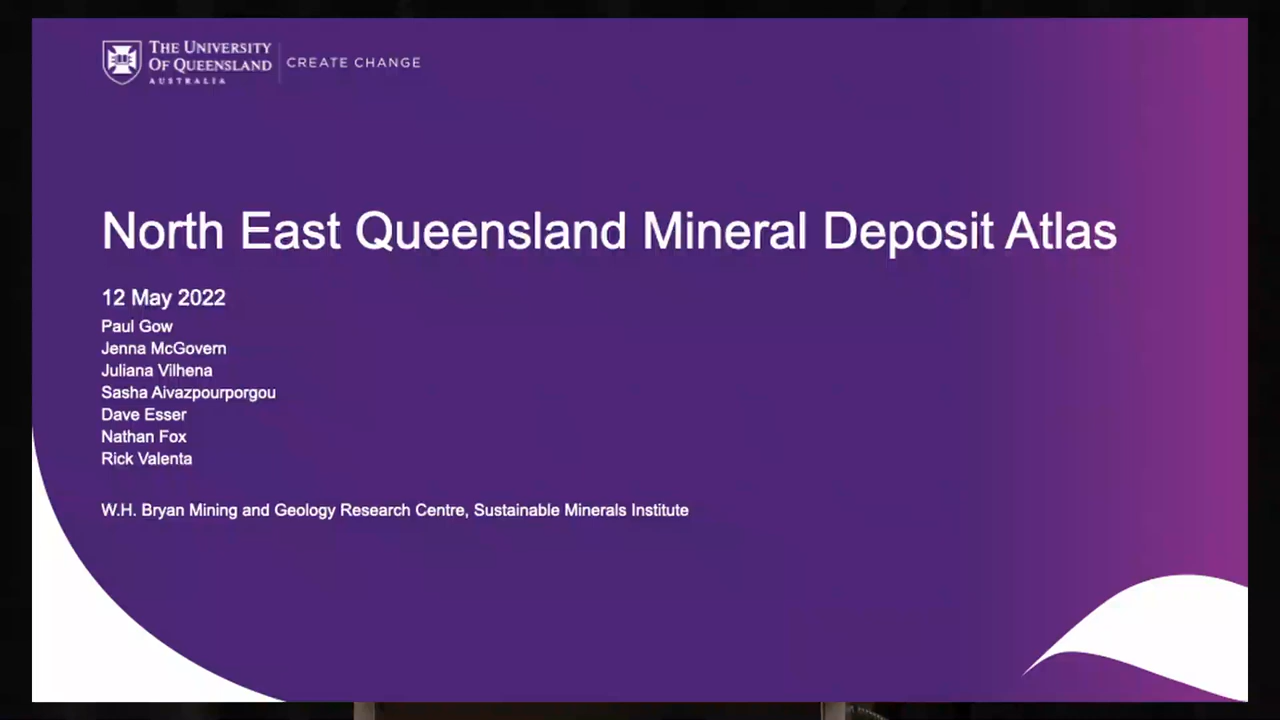 THE UNIVERSITY
OF QUEENSLAND
AUSTRALIA
CREATE CHANGE
North East Queensland Mineral Deposit Atlas
12 May 2022
Paul Gow
Jenna McGovern
Juliana Vilhena
Sasha Aivazpourporgou
Dave Esser
Nathan Fox
Rick Valenta
W.H. Bryan Mining and Geology Research Centre, Sustainable Minerals Institute